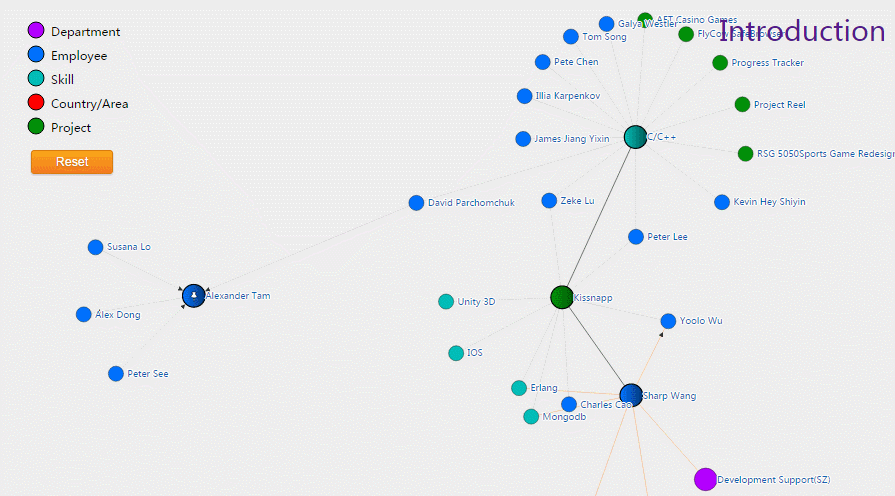 Introduction
Department
Employee
Skill
Country/Area
Project
Reset
AFT Casino Games
Galya Westler
FlyCow SafeBrowser
Tom Song
Pete Chen
Progress Tracker
Illia Karpenkov
Project Reel
James Jiang Yixin
C/C++
RSG 5050Sports Game Redesign
David Parchomchuk
Zeke Lu
Kevin Hey Shiyin
Peter Lee
Susana Lo
Alexander Tam
Unity 3D
Kissnapp
Alex Dong
Yoolo Wu
IOS
Peter See
Erlang
Sharp Wang
Charles Cao
Mongodb
Development Support(SZ)